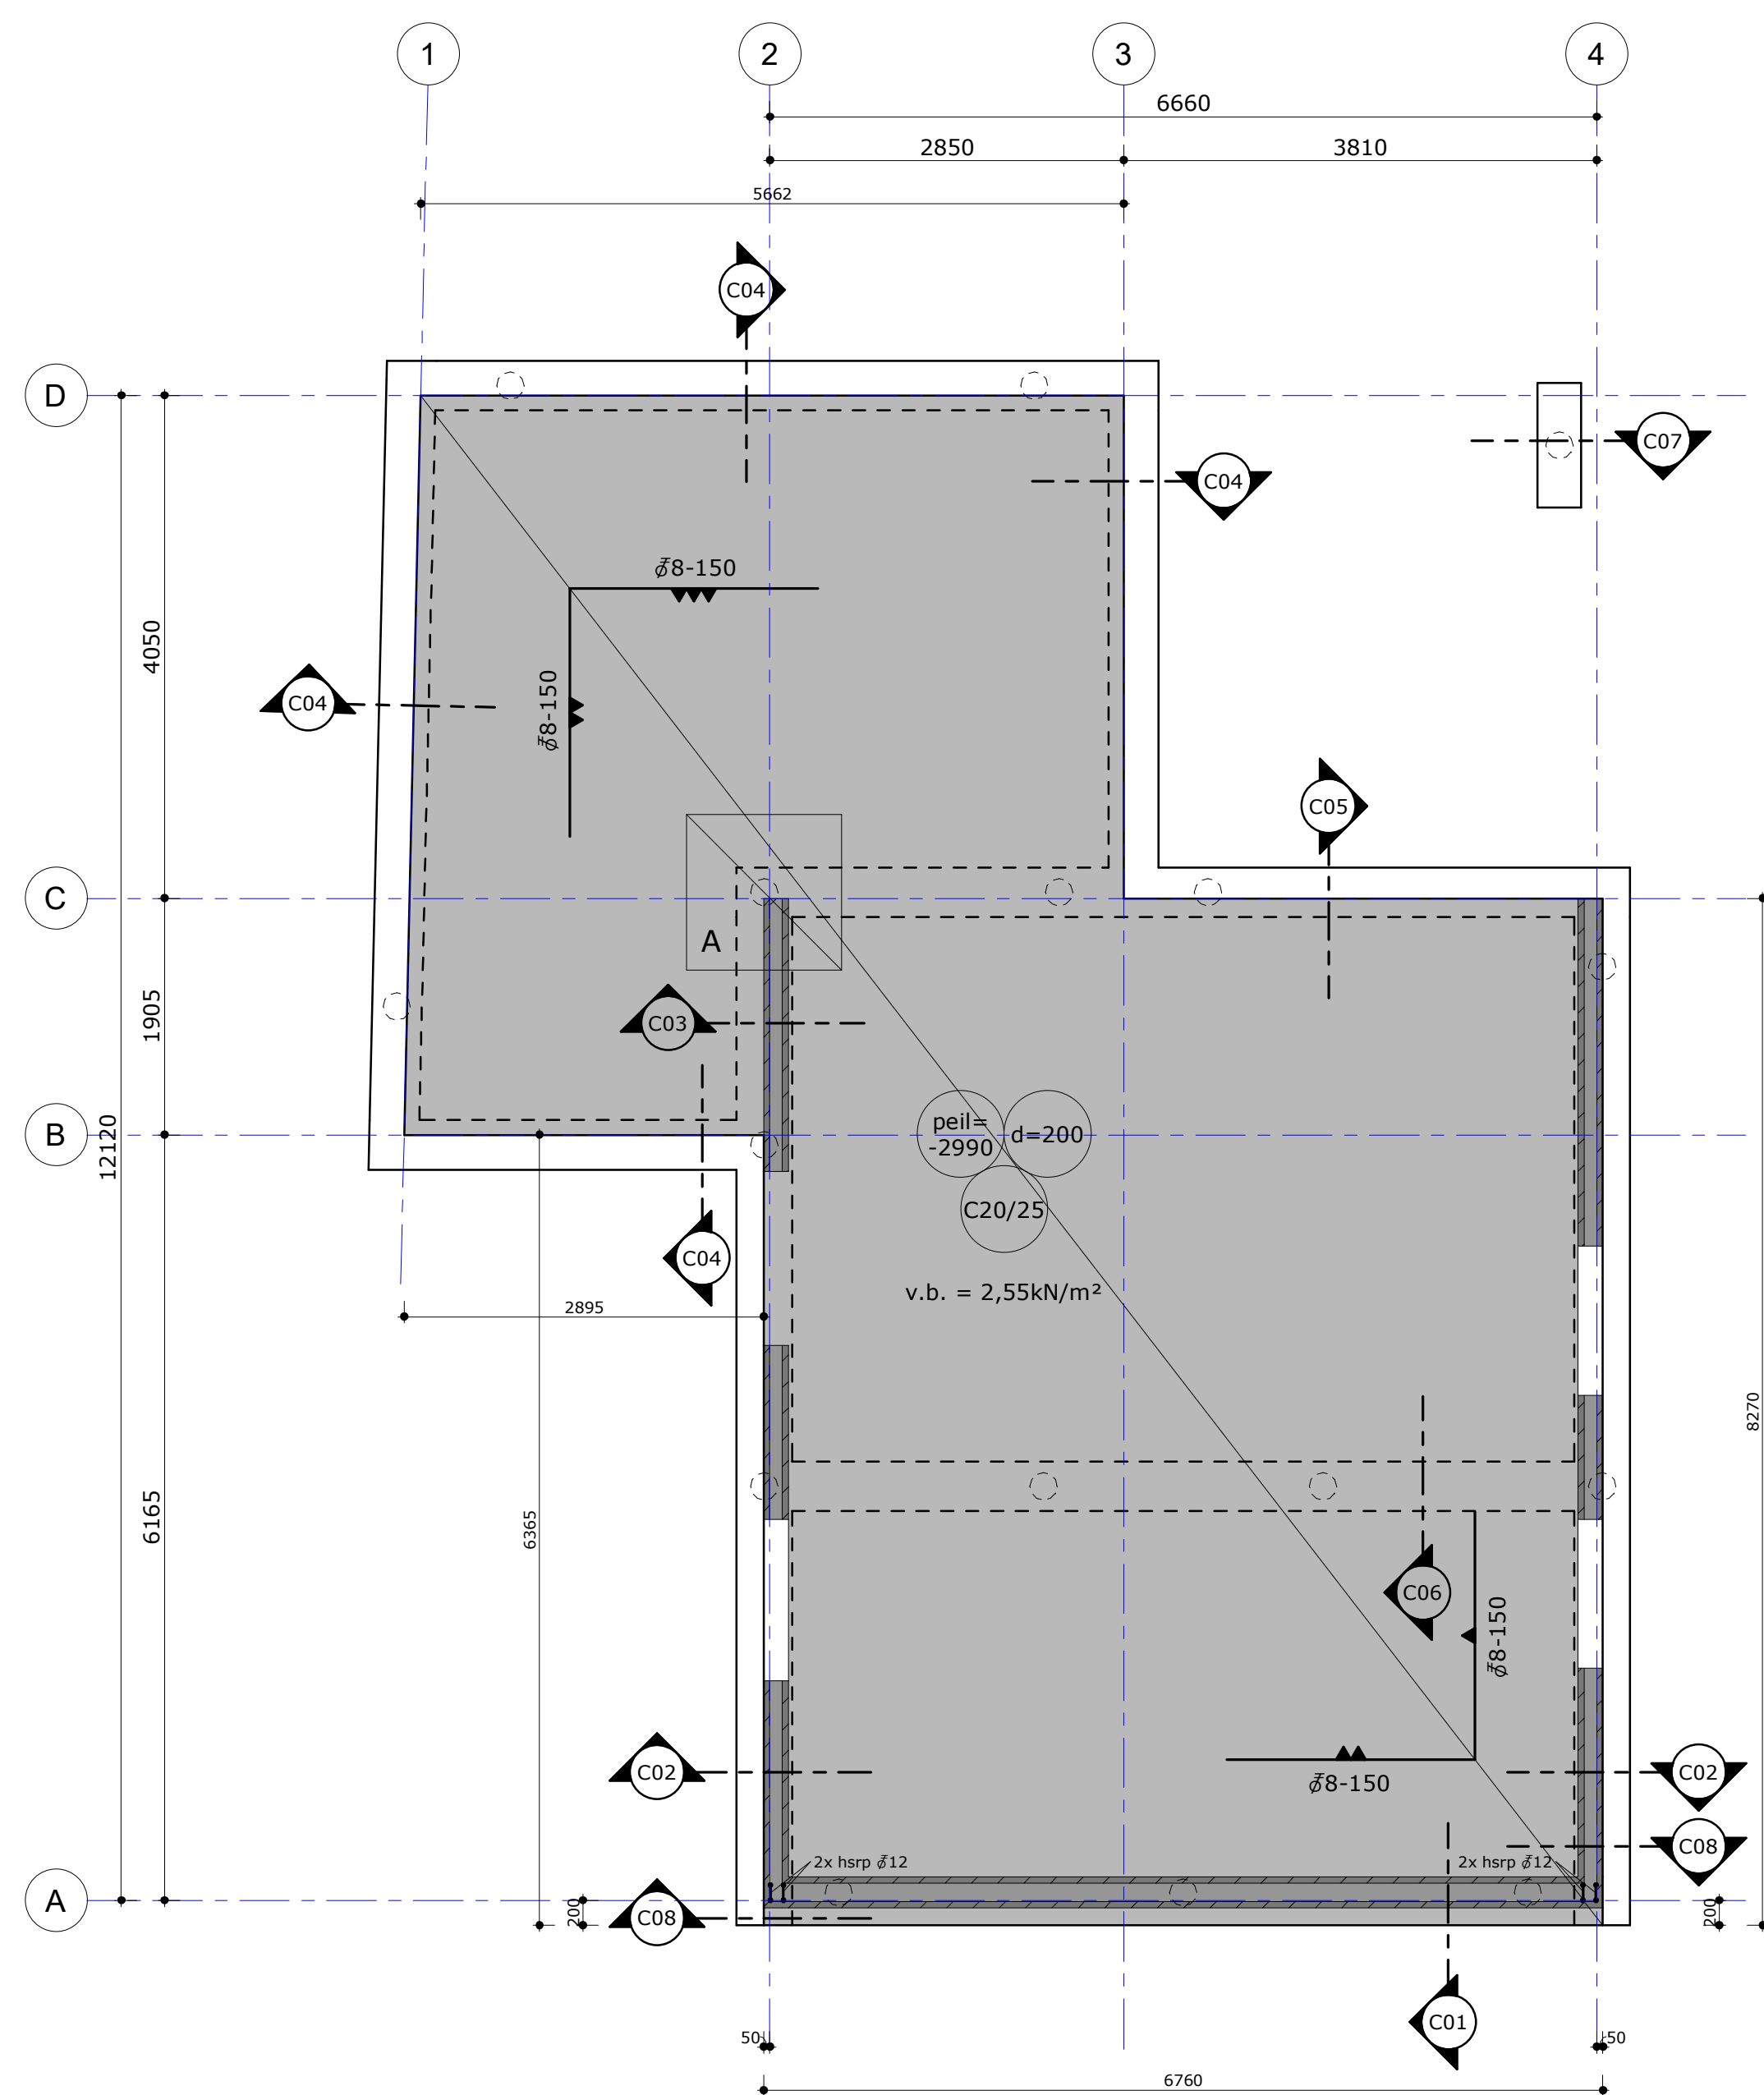 1
2
3
4
6660
2850
3810
5662
C04
D
C07
C04
8-150
4050
8-150
C04
C05
C
A
1905
C03
12120
B
peil=
-2990
d=200
C20/25
C04
v.b. = 2,55kN/m²
2895
8270
6165
6365
C06
8-150
C02
8-150
C02
C08
2x hsrp 12
2x hsrp 12
A
200
C08
200
C01
50
50
6760